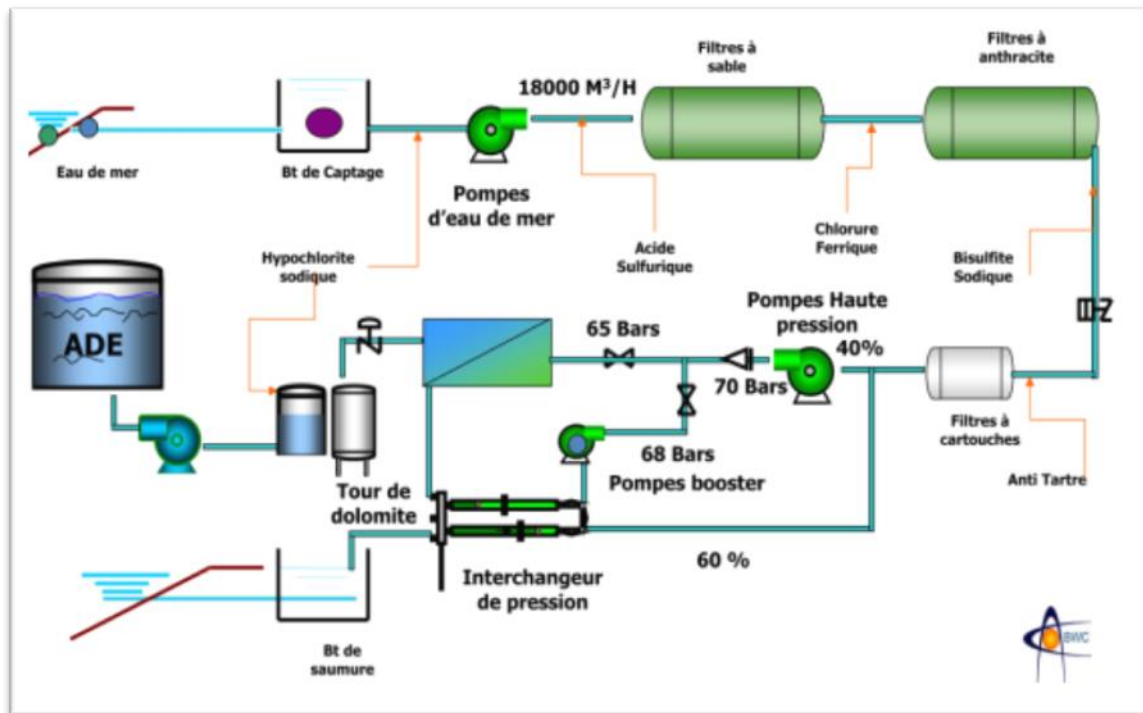 Filtres à
sable
Filtres à
anthracite
18000 M³/H
Eau de mer
Bt de Captage
Pompes
d'eau de mer
Acide
Sulfurique
Chlorure
Ferrique
Bisulfite
Sodique
Hypochlorite
sodique
ADE
65 Bars
Pompes Haute
pression
40%
70 Bars
Filtres à
cartouches
68 Bars
Pompes booster
Anti Tartre
Tour de
dolomite
60 %
Interchangeur
de pression
Bt de
saumure
BWC